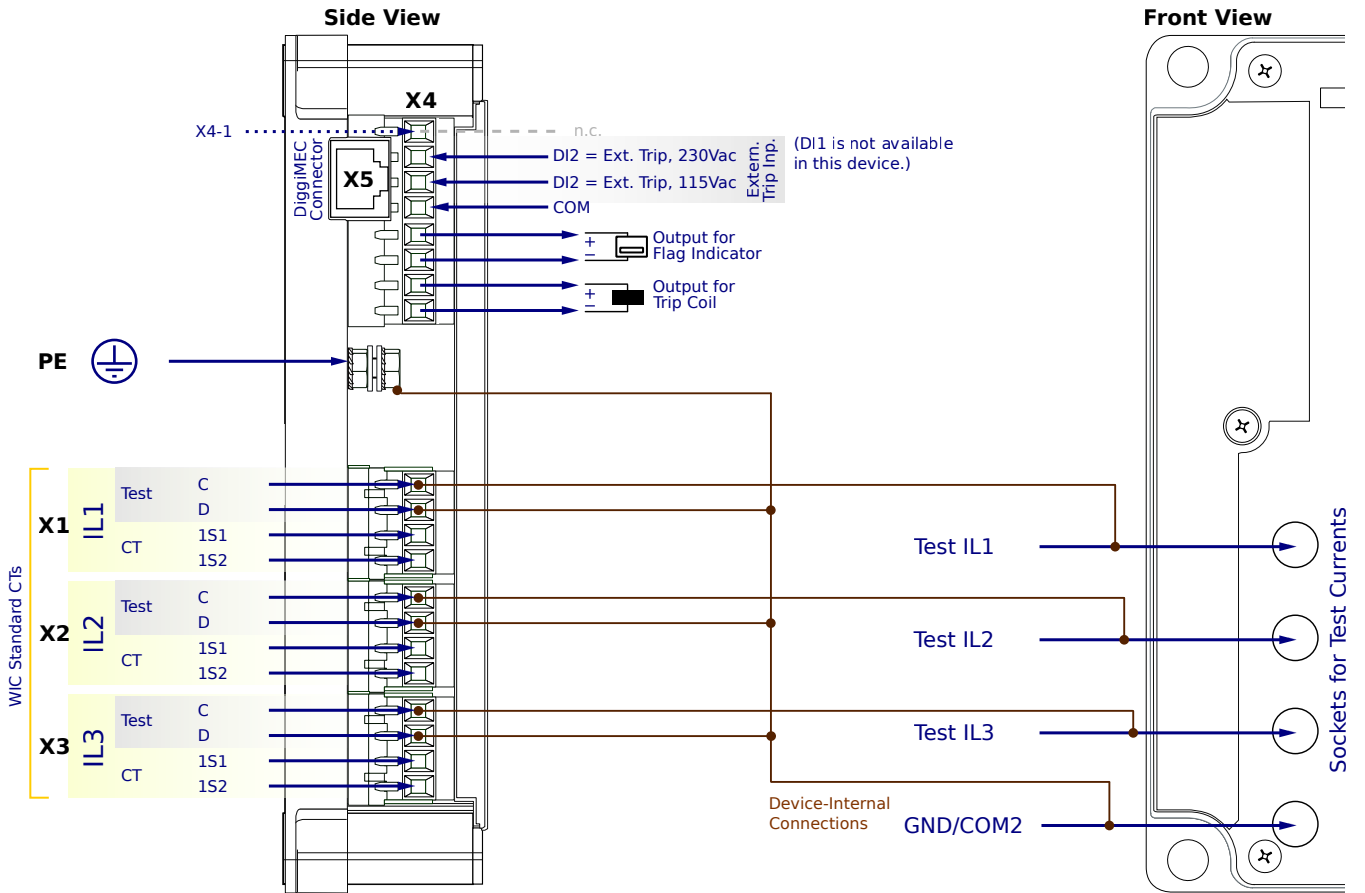 Side View
Front View
X4
X4-1
n.c.
DiggiMEC
Connector
X5
DI2 = Ext. Trip, 230Vac
DI2 = Ext. Trip, 115Vac
Extern.
Trip Inp.
(DI1 is not available
in this device.)
COM
+
−
Output for
Flag Indicator
+
−
Output for
Trip Coil
PE
WIC Standard CTs
X1
IL1
Test
C
D
CT
1S1
1S2
X2
IL2
Test
C
D
CT
1S1
1S2
X3
IL3
Test
C
D
CT
1S1
1S2
Test IL1
Test IL2
Test IL3
Device-Internal
Connections
GND/COM2
Sockets for Test Currents